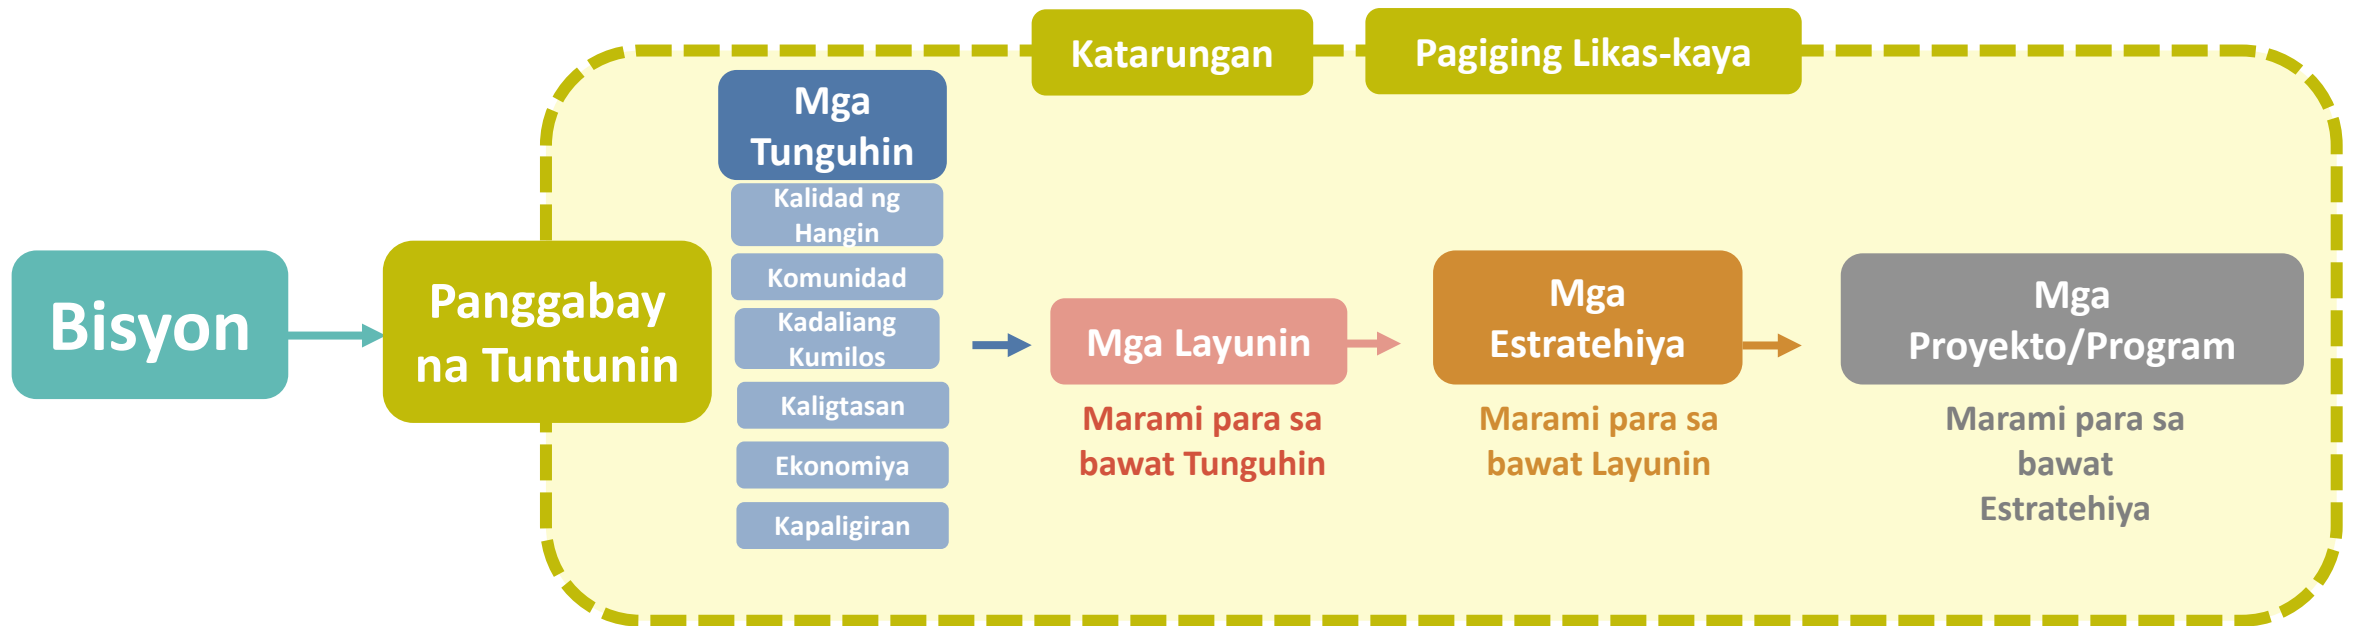 Katarungan
Pagiging Likas-kaya
Bisyon
Panggabay
na Tuntunin
Mga
Tunguhin
Kalidad ng
Hangin
Komunidad
Kadaliang
Kumilos
Kaligtasan
Ekonomiya
Kapaligiran
Mga Layunin
Marami para sa
bawat Tunguhin
Mga
Estratehiya
Marami para sa
bawat Layunin
Mga
Proyekto/Program
Marami para sa
bawat
Estratehiya